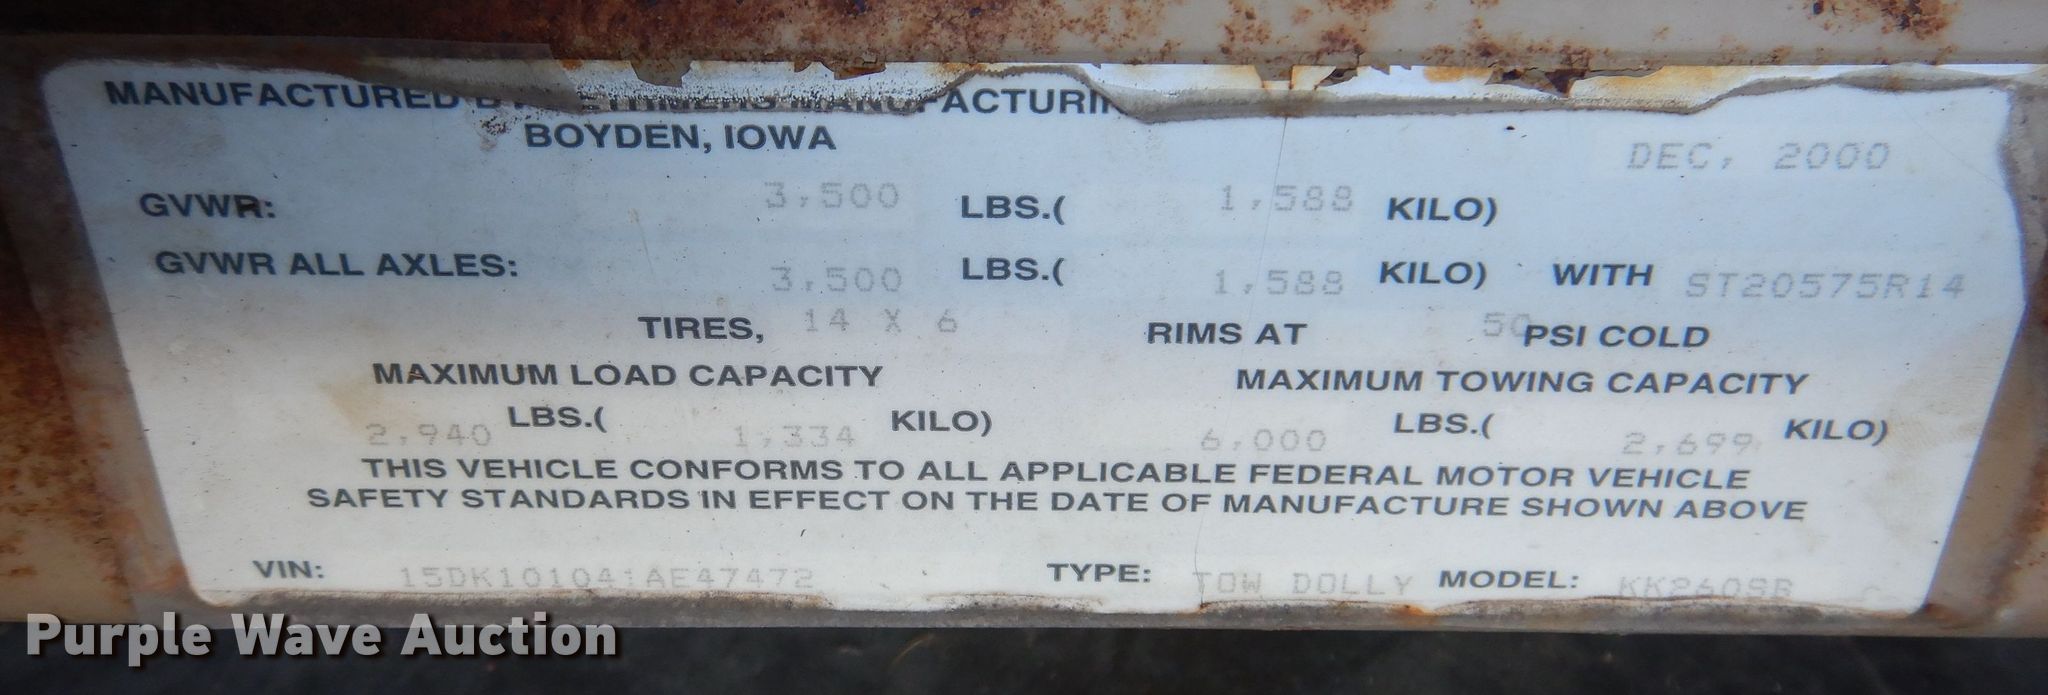 MANUFACTURED BY DETHMERS MANUFACTURIN
BOYDEN, IOWA
DEC, 2000
GVWR: 3,500 LBS.( 1,588 KILO)
GVWR ALL AXLES: 3,500 LBS.( 1,588 KILO) WITH ST20575R14
TIRES, 14 X 6 RIMS AT 50 PSI COLD
MAXIMUM LOAD CAPACITY MAXIMUM TOWING CAPACITY
2,940 LBS.( 1,334 KILO) 6,000 LBS.( 2,699 KILO)
THIS VEHICLE CONFORMS TO ALL APPLICABLE FEDERAL MOTOR VEHICLE
SAFETY STANDARDS IN EFFECT ON THE DATE OF MANUFACTURE SHOWN ABOVE
VIN: 15DK101041AE47472 TYPE: TOW DOLLY MODEL: KK260SB
Purple Wave Auction